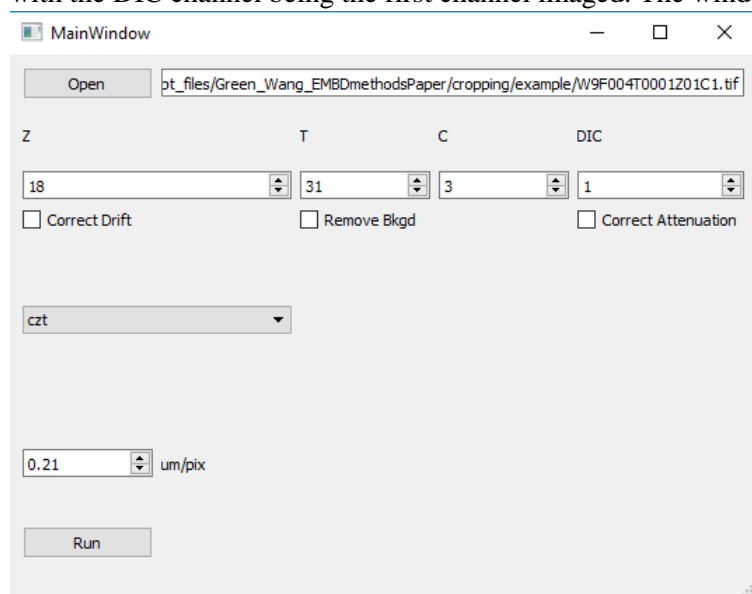 with the DIC channel being the first channel imaged. The wind
MainWindow
Open pt_files/Green_Wang_EMBDmethodsPaper/cropping/example/W9F004T0001Z01C1.tif
Z T C DIC
18 31 3 1
Correct Drift Remove Bkgd Correct Attenuation
czt
0.21 um/pix
Run